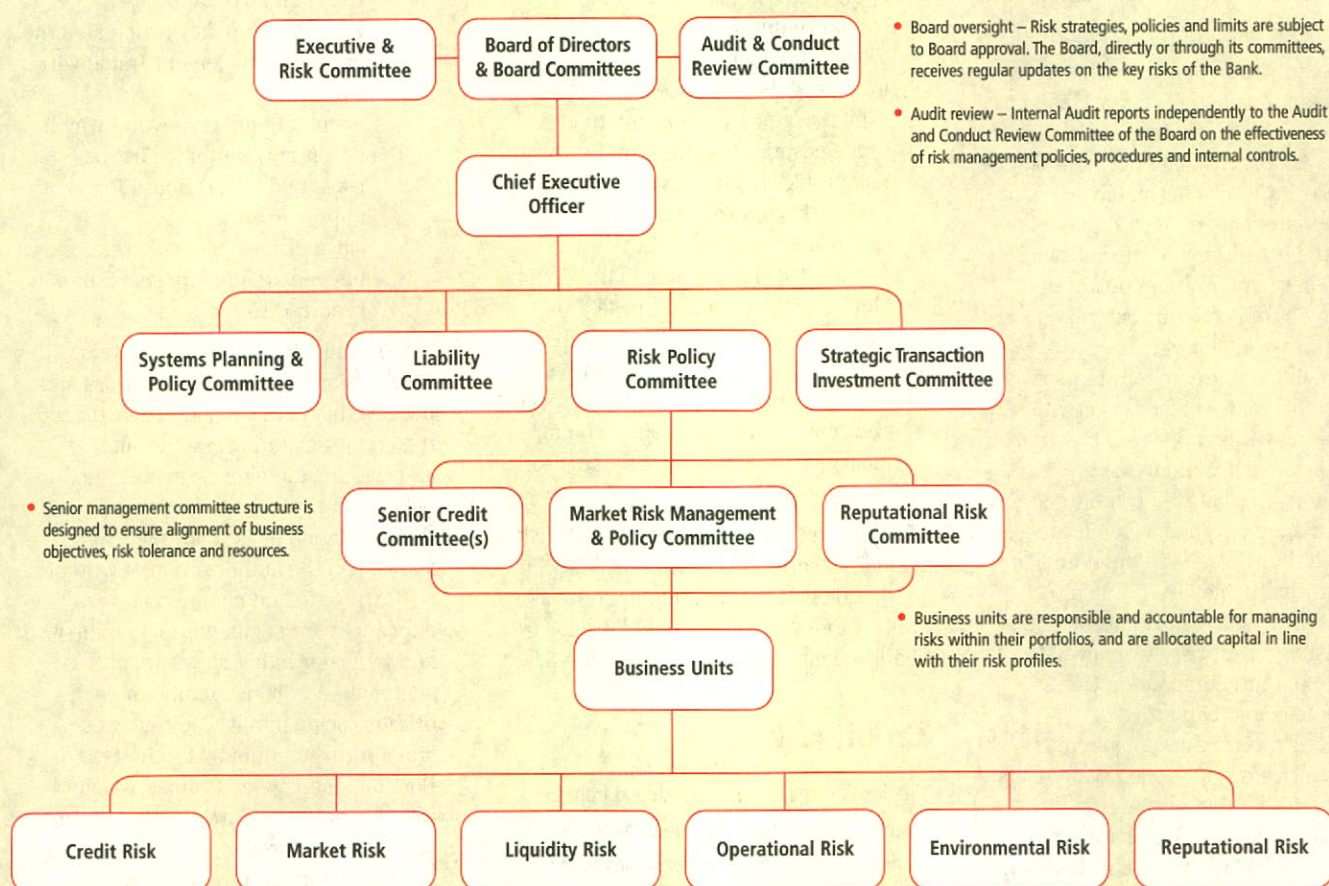 Executive &
Risk Committee
Board of Directors
& Board Committees
Audit & Conduct
Review Committee
• Board oversight – Risk strategies, policies and limits are subject
to Board approval. The Board, directly or through its committees,
receives regular updates on the key risks of the Bank.
• Audit review – Internal Audit reports independently to the Audit
and Conduct Review Committee of the Board on the effectiveness
of risk management policies, procedures and internal controls.
Chief Executive
Officer
Systems Planning &
Policy Committee
Liability
Committee
Risk Policy
Committee
Strategic Transaction
Investment Committee
• Senior management committee structure is
designed to ensure alignment of business
objectives, risk tolerance and resources.
Senior Credit
Committee(s)
Market Risk Management
& Policy Committee
Reputational Risk
Committee
• Business units are responsible and accountable for managing
risks within their portfolios, and are allocated capital in line
with their risk profiles.
Business Units
Credit Risk
Market Risk
Liquidity Risk
Operational Risk
Environmental Risk
Reputational Risk